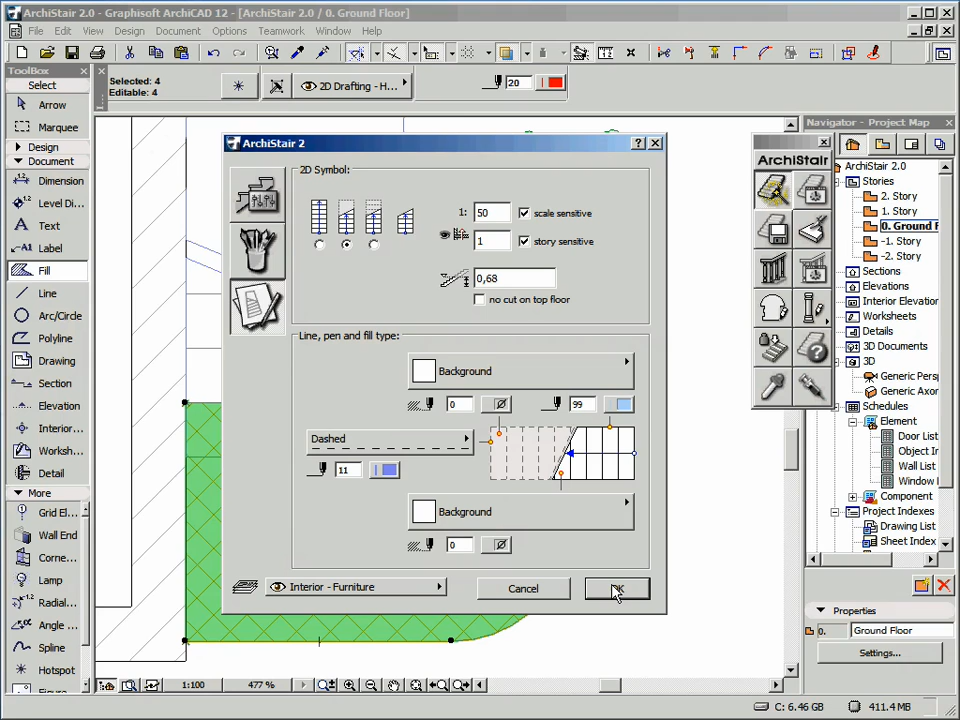 ArchiStair 2.0 - Graphisoft ArchiCAD 12 - [ArchiStair 2.0 / 0. Ground Floor]
File Edit View Design Document Options Teamwork Window Help
ToolBox
Select
Arrow
Marquee
Design
Document
Dimension
Level Di...
Text
Label
Fill
Line
Arc/Circle
Polyline
Drawing
Section
Elevation
Interior...
Worksh...
Detail
More
Grid El...
Wall End
Corne...
Lamp
Radial...
Angle ...
Spline
Hotspot
Selected: 4
Editable: 4
2D Drafting - H...
20
ArchiStair 2
2D Symbol:
1: 50 scale sensitive
1 story sensitive
0,68
no cut on top floor
Line, pen and fill type:
Background
0 99
Dashed
11
Background
0
Interior - Furniture
Cancel
OK
ArchiStair
Navigator - Project Map
ArchiStair 2.0
Stories
2. Story
1. Story
0. Ground F
-1. Story
-2. Story
Sections
Elevations
Interior Elevation
Worksheets
Details
3D Documents
3D
Generic Persp
Generic Axon
Schedules
Element
Door List
Object In
Wall List
Window I
Component
Project Indexes
Drawing List
Sheet Index
Properties
0. Ground Floor
Settings...
1:100 477 %
C: 6.46 GB 411.4 MB